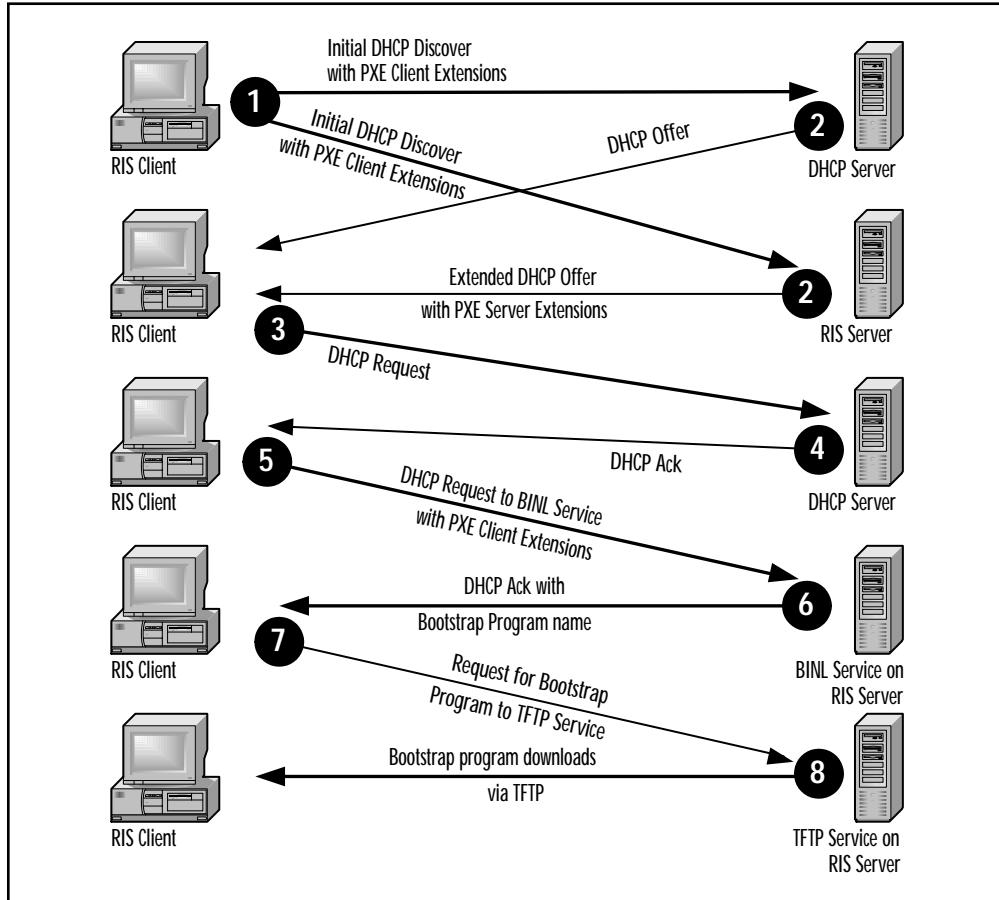 Initial DHCP Discover
with PXE Client Extensions
1
2
RIS Client
Initial DHCP Discover
with PXE Client Extensions
DHCP Offer
DHCP Server
Extended DHCP Offer
with PXE Server Extensions
2
RIS Client
3
RIS Server
DHCP Request
DHCP Ack
4
5
RIS Client
DHCP Server
DHCP Request to BINL Service
with PXE Client Extensions
DHCP Ack with
Bootstrap Program name
6
RIS Client
7
BINL Service on
RIS Server
Request for Bootstrap
Program to TFTP Service
Bootstrap program downloads
via TFTP
8
RIS Client
TFTP Service on
RIS Server